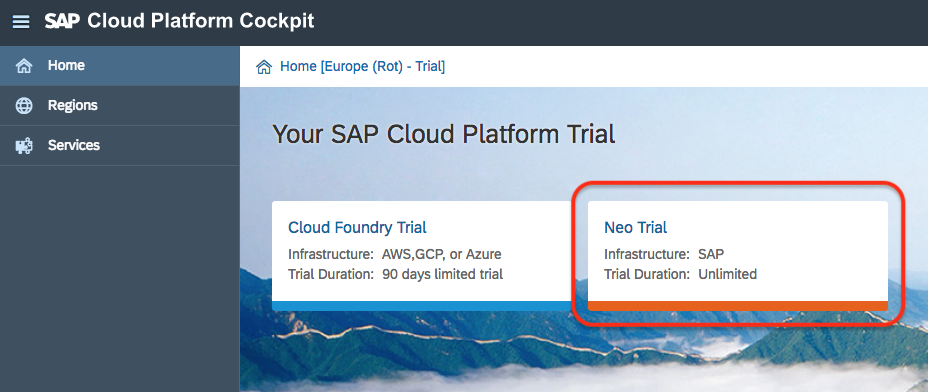 SAP Cloud Platform Cockpit
Home
Regions
Services
Home [Europe (Rot) - Trial]
Your SAP Cloud Platform Trial
Cloud Foundry Trial
Infrastructure: AWS,GCP, or Azure
Trial Duration: 90 days limited trial
Neo Trial
Infrastructure: SAP
Trial Duration: Unlimited